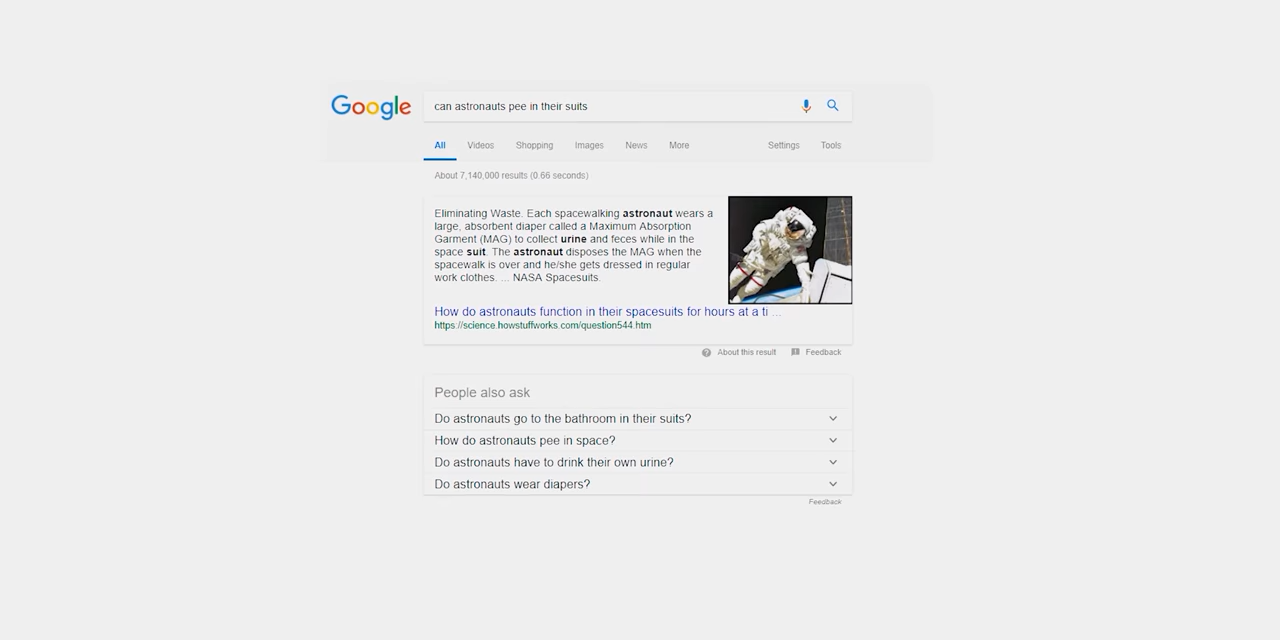 Google
can astronauts pee in their suits
All Videos Shopping Images News More Settings Tools
About 7,140,000 results (0.66 seconds)
Eliminating Waste. Each spacewalking astronaut wears a
large, absorbent diaper called a Maximum Absorption
Garment (MAG) to collect urine and feces while in the
space suit. The astronaut disposes the MAG when the
spacewalk is over and he/she gets dressed in regular
work clothes. ... NASA Spacesuits.
How do astronauts function in their spacesuits for hours at a ti ...
https://science.howstuffworks.com/question544.htm
About this result Feedback
People also ask
Do astronauts go to the bathroom in their suits?
How do astronauts pee in space?
Do astronauts have to drink their own urine?
Do astronauts wear diapers?
Feedback